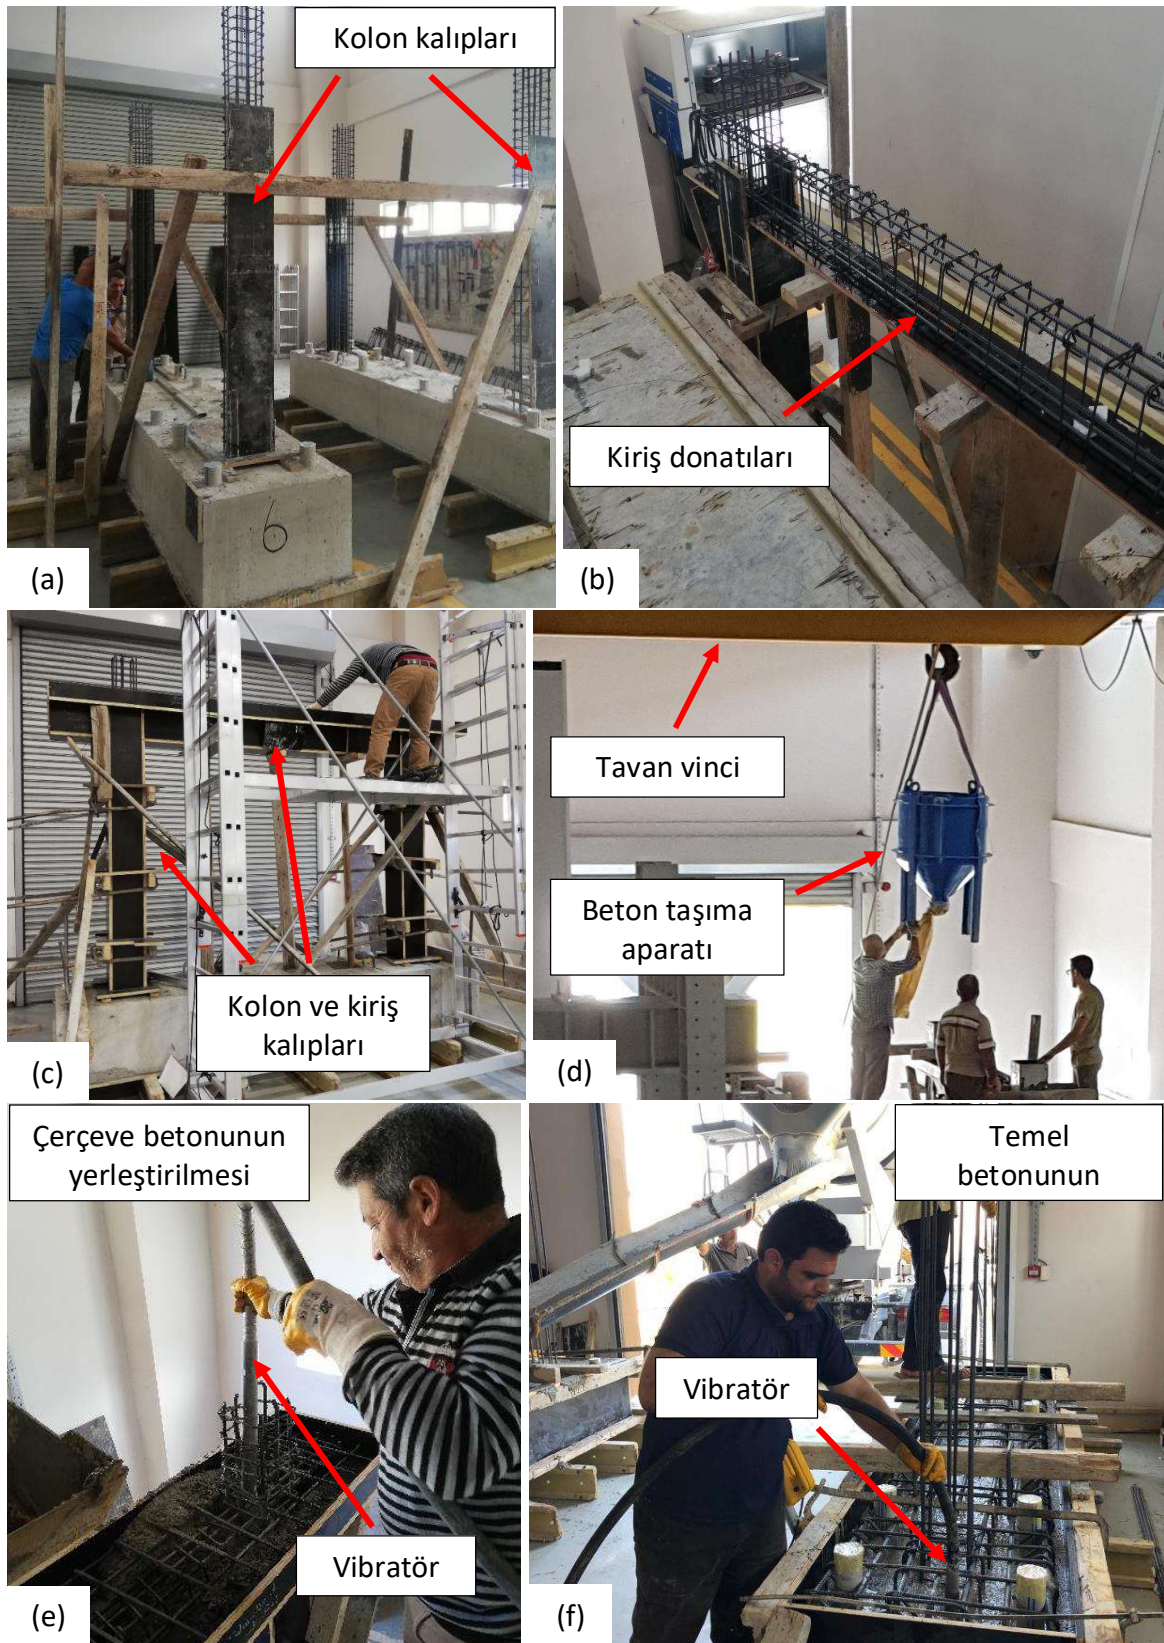 Kolon kalıpları
6
(a)
Kiriş donatıları
(b)
Kolon ve kiriş
kalıpları
(c)
Tavan vinci
Beton taşıma
aparatı
(d)
Çerçeve betonunun
yerleştirilmesi
Vibratör
(e)
Temel
betonunun
Vibratör
(f)